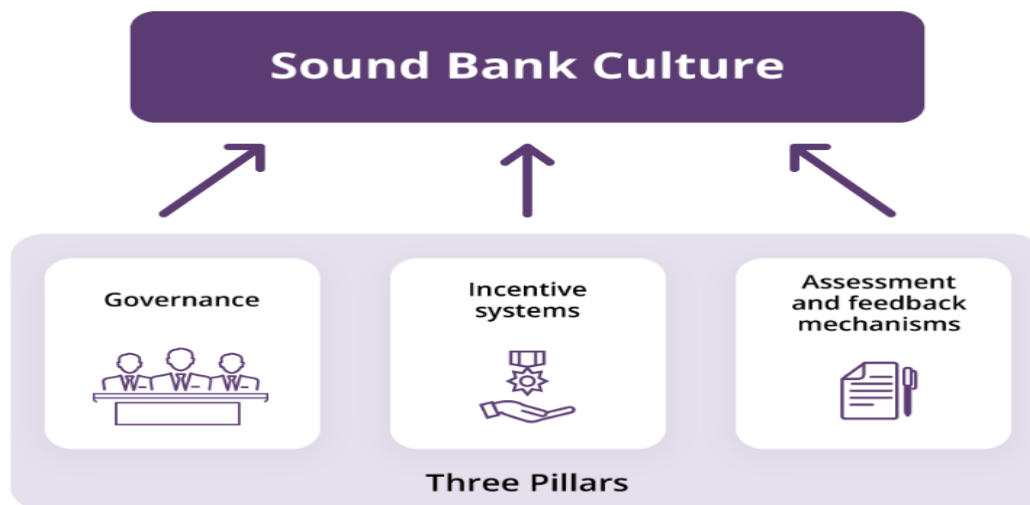 Sound Bank Culture
Governance
Incentive
systems
Assessment
and feedback
mechanisms
Three Pillars